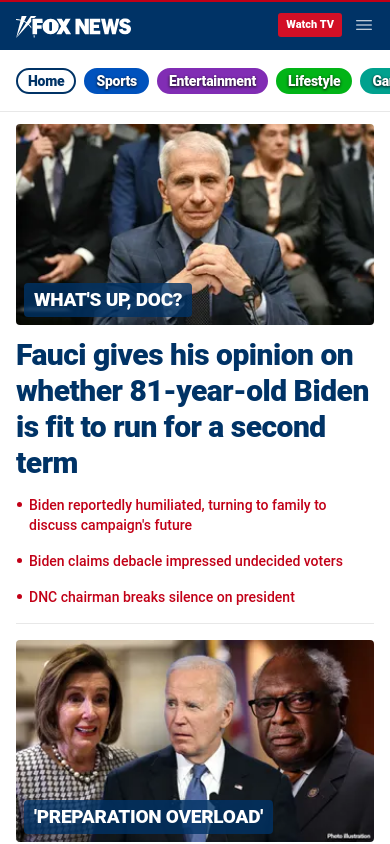 FOX NEWS
Watch TV
Home
Sports
Entertainment
Lifestyle
Ga
WHAT'S UP, DOC?
Fauci gives his opinion on
whether 81-year-old Biden
is fit to run for a second
term
• Biden reportedly humiliated, turning to family to
discuss campaign's future
• Biden claims debacle impressed undecided voters
• DNC chairman breaks silence on president
'PREPARATION OVERLOAD'
Photo Illustration